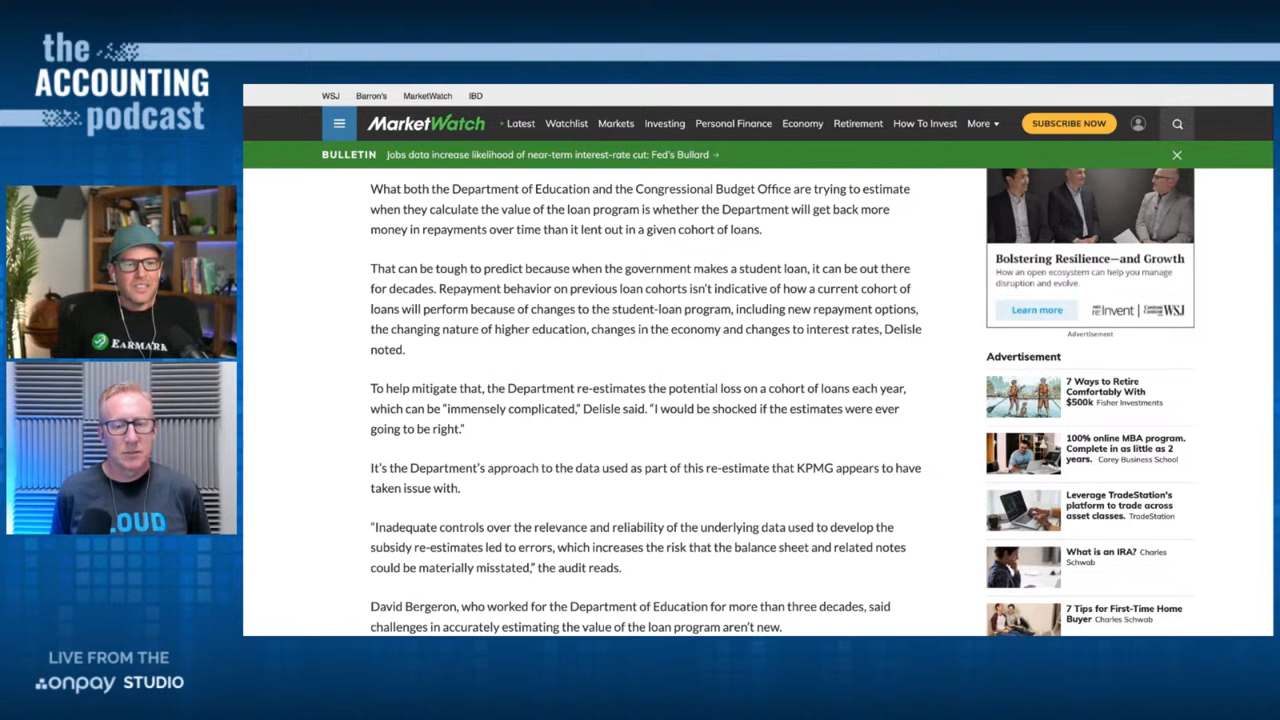 the
ACCOUNTING
podcast
WSJ Barron's MarketWatch IBD
MarketWatch
Latest Watchlist Markets Investing Personal Finance Economy Retirement How To Invest More
SUBSCRIBE NOW
BULLETIN Jobs data increase likelihood of near-term interest-rate cut: Fed's Bullard →
What both the Department of Education and the Congressional Budget Office are trying to estimate
when they calculate the value of the loan program is whether the Department will get back more
money in repayments over time than it lent out in a given cohort of loans.
That can be tough to predict because when the government makes a student loan, it can be out there
for decades. Repayment behavior on previous loan cohorts isn't indicative of how a current cohort of
loans will perform because of changes to the student-loan program, including new repayment options,
the changing nature of higher education, changes in the economy and changes to interest rates, Delisle
noted.
To help mitigate that, the Department re-estimates the potential loss on a cohort of loans each year,
which can be “immensely complicated,” Delisle said. “I would be shocked if the estimates were ever
going to be right.”
It's the Department's approach to the data used as part of this re-estimate that KPMG appears to have
taken issue with.
“Inadequate controls over the relevance and reliability of the underlying data used to develop the
subsidy re-estimates led to errors, which increases the risk that the balance sheet and related notes
could be materially misstated,” the audit reads.
David Bergeron, who worked for the Department of Education for more than three decades, said
challenges in accurately estimating the value of the loan program aren't new.
Bolstering Resilience—and Growth
How an open ecosystem can help you manage
disruption and evolve.
Learn more
re:Invent
WSJ
Advertisement
Advertisement
7 Ways to Retire
Comfortably With
$500k Fisher Investments
100% online MBA program.
Complete in as little as 2
years. Carey Business School
Leverage TradeStation's
platform to trade across
asset classes. TradeStation
What is an IRA? Charles
Schwab
7 Tips for First-Time Home
Buyer Charles Schwab
EARMARK
LOUD
LIVE FROM THE
onpay STUDIO